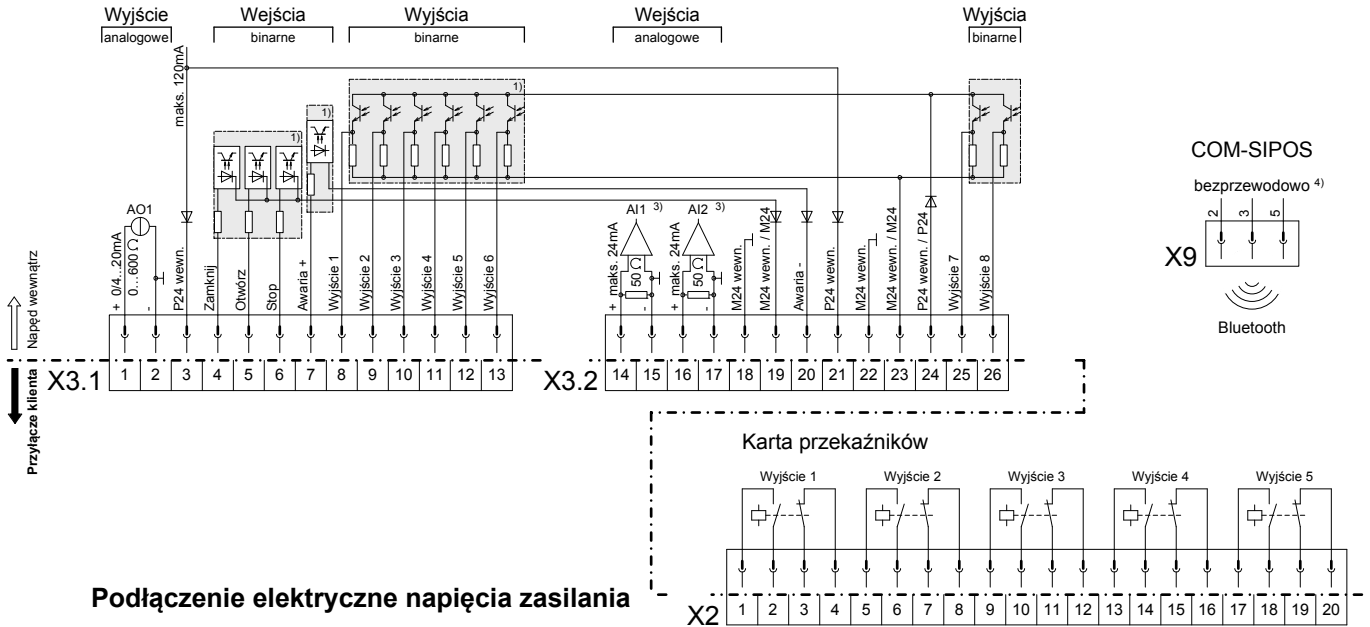 Wyjście Wejścia Wyjścia Wejścia Wyjścia
analogowe binarne binarne analogowe binarne
maks. 120mA
1) 1) 1)
COM-SIPOS
bezprzewodowo 4)
2 3 5
X9
Bluetooth
AO1 AI1 3) AI2 3)
+ 0/4...20mA
0...600 Ω
-
P24 wewn.
Zamknij
Otwórz
Stop
Awaria +
Wyjście 1
Wyjście 2
Wyjście 3
Wyjście 4
Wyjście 5
Wyjście 6
+ maks. 24mA
50 Ω
-
+ maks. 24mA
50 Ω
-
M24 wewn.
M24 wewn. / M24
Awaria -
P24 wewn.
M24 wewn.
M24 wewn. / M24
P24 wewn. / P24
Wyjście 7
Wyjście 8
Napęd wewnątrz
Przyłącze klienta
X3.1 1 2 3 4 5 6 7 8 9 10 11 12 13
X3.2 14 15 16 17 18 19 20 21 22 23 24 25 26
Karta przekaźników
Wyjście 1 Wyjście 2 Wyjście 3 Wyjście 4 Wyjście 5
X2 1 2 3 4 5 6 7 8 9 10 11 12 13 14 15 16 17 18 19 20
Podłączenie elektryczne napięcia zasilania